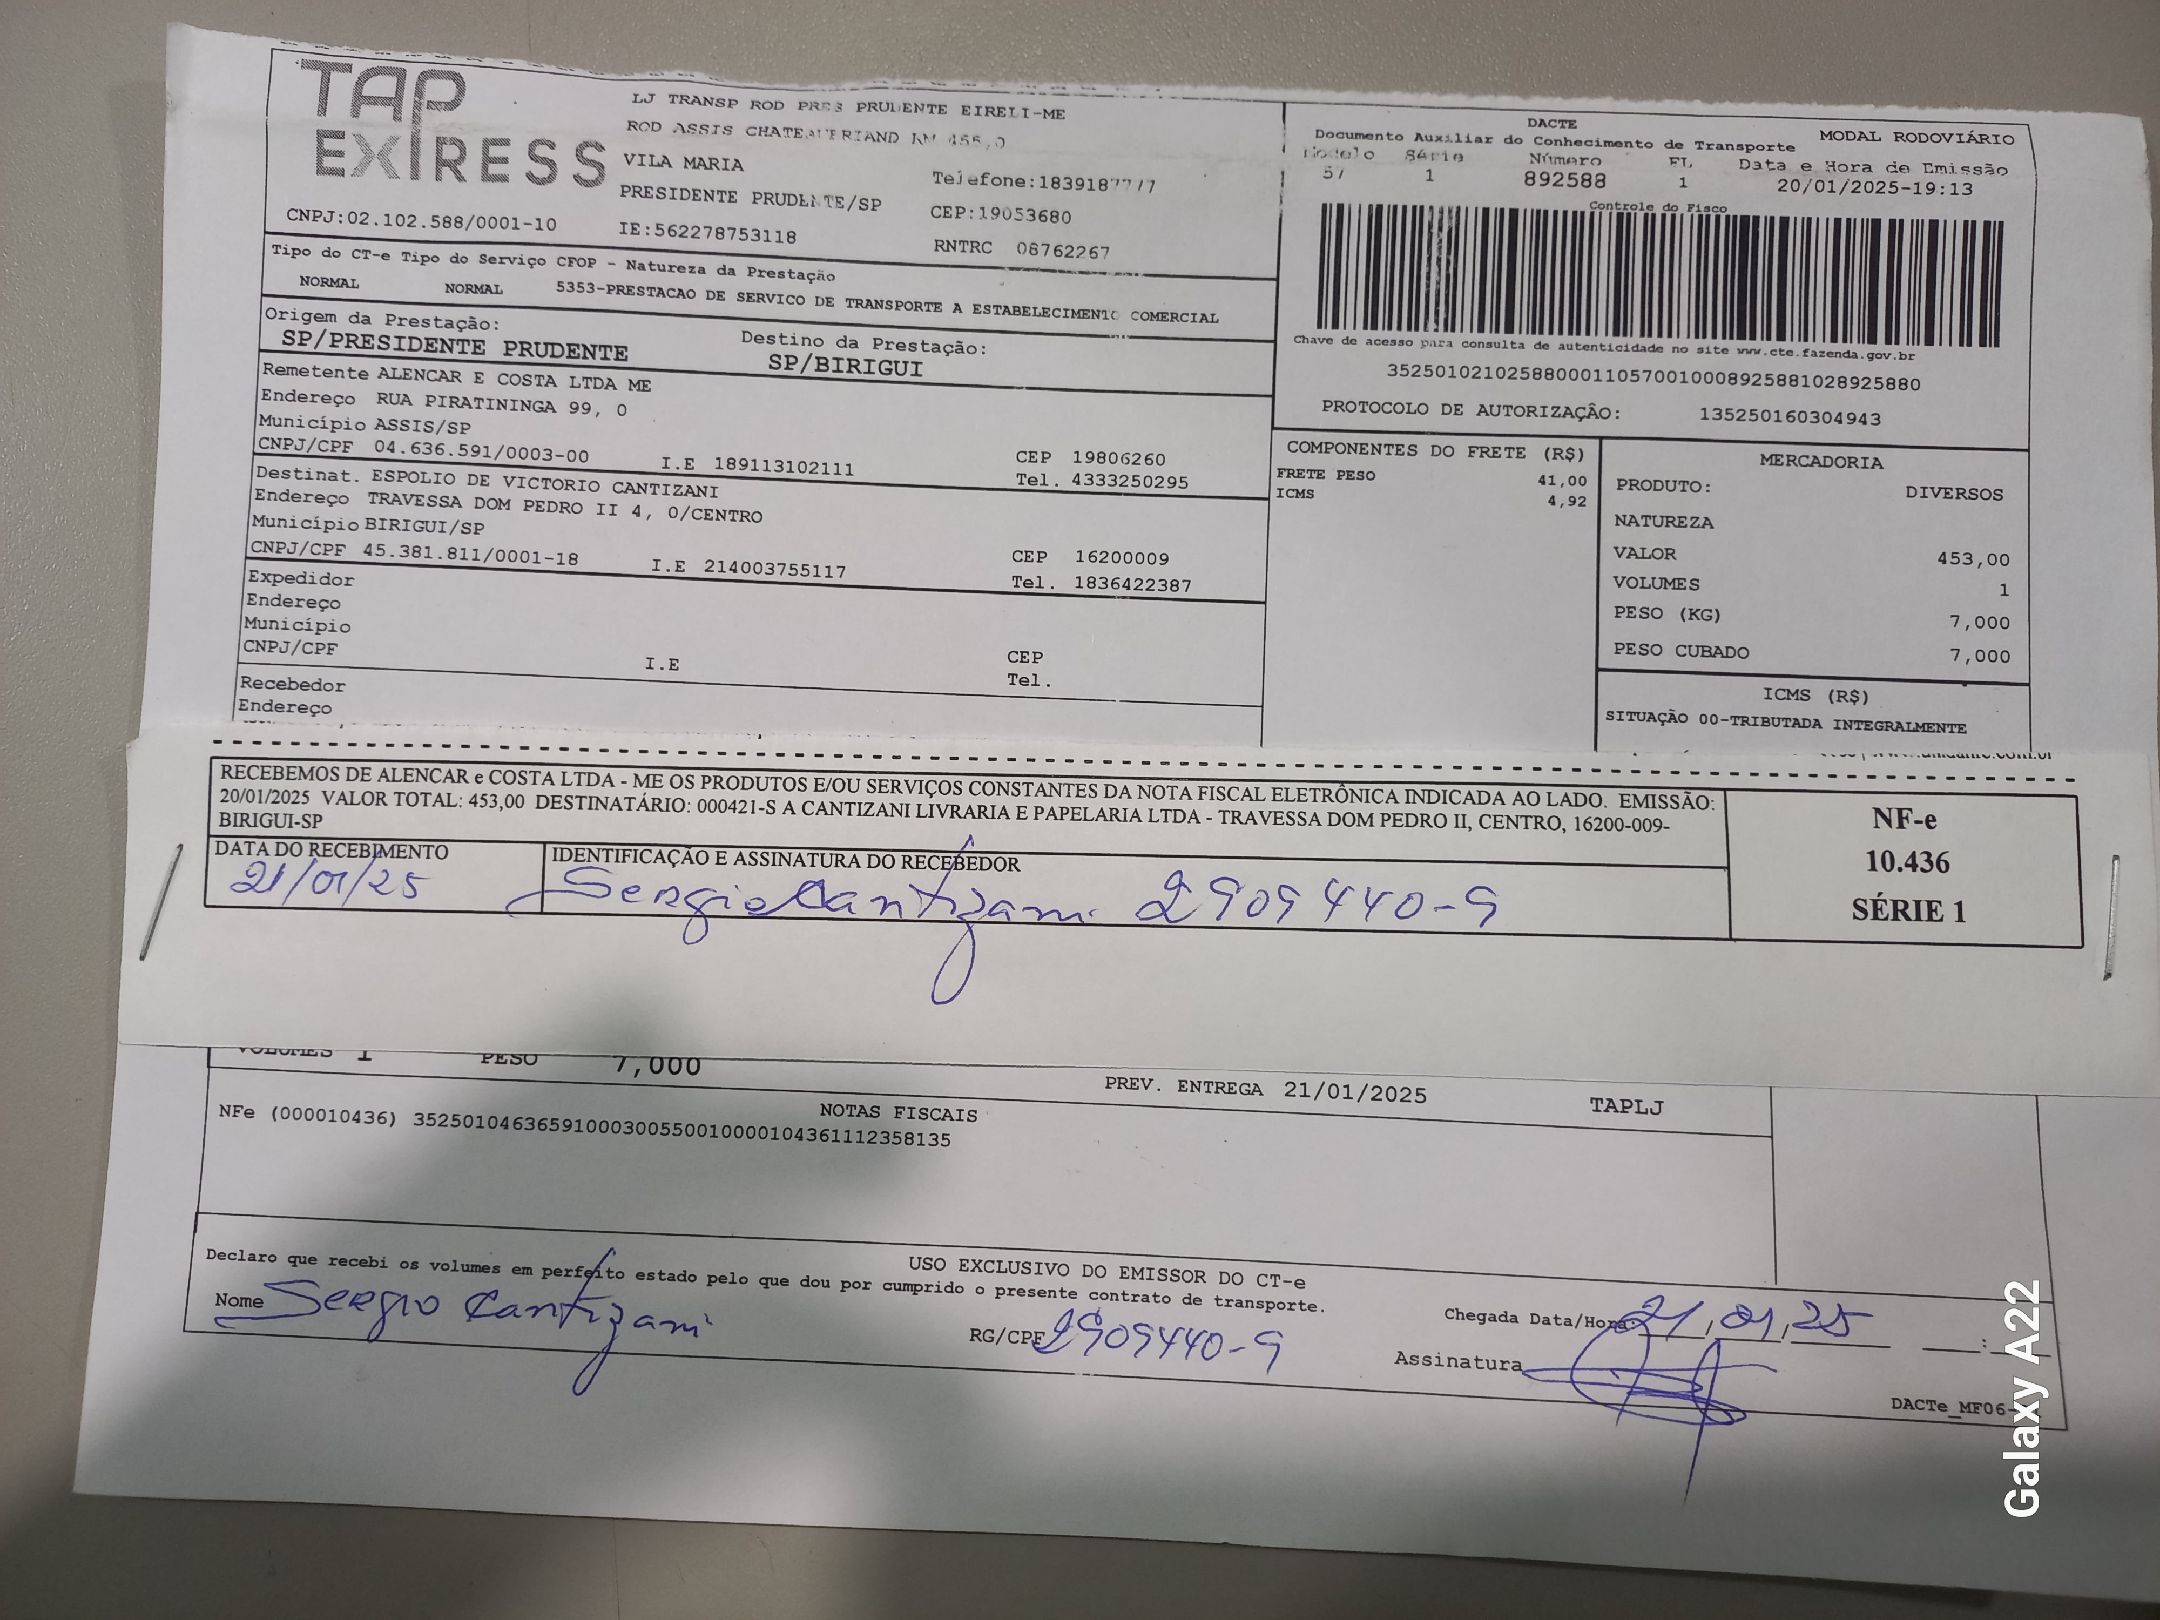 TAP
EXPRESS
LJ TRANSP ROD PRES PRUDENTE EIRELI-ME
ROD ASSIS CHATEAUBRIAND KM 455,0
VILA MARIA
Telefone:1839187777
PRESIDENTE PRUDENTE/SP
CEP:19053680
CNPJ:02.102.588/0001-10 IE:562278753118
RNTRC 08762267
DACTE
Documento Auxiliar do Conhecimento de Transporte
MODAL RODOVIÁRIO
Modelo Série Número FL Data e Hora de Emissão
57 1 892588 1 20/01/2025-19:13
Controle do Fisco
Chave de acesso para consulta de autenticidade no site www.cte.fazenda.gov.br
35250102102588000110570010008925881028925880
PROTOCOLO DE AUTORIZAÇÃO: 135250160304943
Tipo do CT-e Tipo do Serviço CFOP - Natureza da Prestação
NORMAL NORMAL 5353-PRESTACAO DE SERVICO DE TRANSPORTE A ESTABELECIMENTO COMERCIAL
Origem da Prestação: Destino da Prestação:
SP/PRESIDENTE PRUDENTE SP/BIRIGUI
Remetente ALENCAR E COSTA LTDA ME
Endereço RUA PIRATININGA 99, 0
Município ASSIS/SP CEP 19806260
CNPJ/CPF 04.636.591/0003-00 I.E 189113102111 Tel. 4333250295
Destinat. ESPOLIO DE VICTORIO CANTIZANI
Endereço TRAVESSA DOM PEDRO II 4, 0/CENTRO
Município BIRIGUI/SP CEP 16200009
CNPJ/CPF 45.381.811/0001-18 I.E 214003755117 Tel. 1836422387
Expedidor
Endereço
Município CEP
CNPJ/CPF I.E Tel.
Recebedor
Endereço
COMPONENTES DO FRETE (R$)
FRETE PESO 41,00
ICMS 4,92
MERCADORIA
PRODUTO: DIVERSOS
NATUREZA
VALOR 453,00
VOLUMES 1
PESO (KG) 7,000
PESO CUBADO 7,000
ICMS (R$)
SITUAÇÃO 00-TRIBUTADA INTEGRALMENTE
RECEBEMOS DE ALENCAR e COSTA LTDA - ME OS PRODUTOS E/OU SERVIÇOS CONSTANTES DA NOTA FISCAL ELETRÔNICA INDICADA AO LADO. EMISSÃO:
20/01/2025 VALOR TOTAL: 453,00 DESTINATÁRIO: 000421-S A CANTIZANI LIVRARIA E PAPELARIA LTDA - TRAVESSA DOM PEDRO II, CENTRO, 16200-009-
BIRIGUI-SP
DATA DO RECEBIMENTO IDENTIFICAÇÃO E ASSINATURA DO RECEBEDOR
21/01/25 Sergio Cantizani 2909440-9
NF-e
10.436
SÉRIE 1
VOLUMES 1 PESO 7,000
PREV. ENTREGA 21/01/2025 TAPLJ
NOTAS FISCAIS
NFe (000010436) 35250104636591000300550010000104361112358135
USO EXCLUSIVO DO EMISSOR DO CT-e
Declaro que recebi os volumes em perfeito estado pelo que dou por cumprido o presente contrato de transporte.
Nome Sergio Cantizani RG/CPF 2909440-9
Chegada Data/Hora: 21,01,25 :
Assinatura
DACTe_MF06-
Galaxy A22